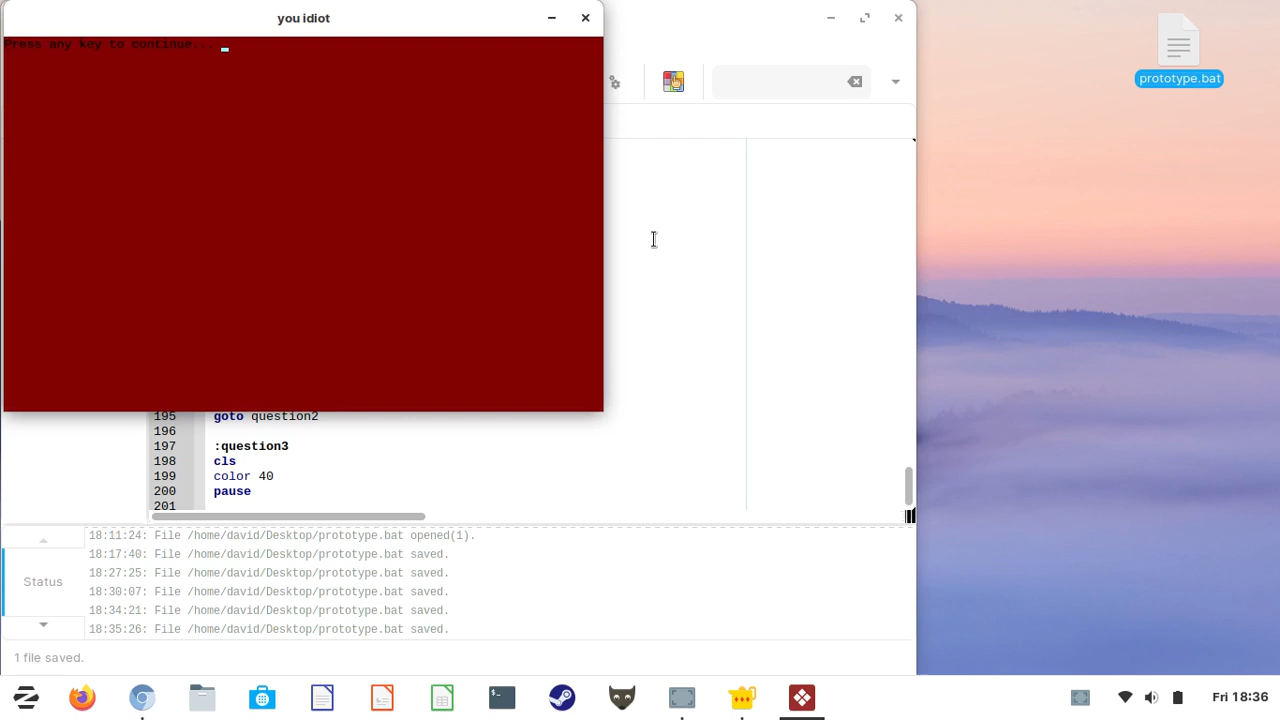 you idiot
Press any key to continue...
prototype.bat
195 goto question2
196
197 :question3
198 cls
199 color 40
200 pause
201
18:11:24: File /home/david/Desktop/prototype.bat opened(1).
18:17:40: File /home/david/Desktop/prototype.bat saved.
18:27:25: File /home/david/Desktop/prototype.bat saved.
18:30:07: File /home/david/Desktop/prototype.bat saved.
18:34:21: File /home/david/Desktop/prototype.bat saved.
18:35:26: File /home/david/Desktop/prototype.bat saved.
Status
1 file saved.
Fri 18:36